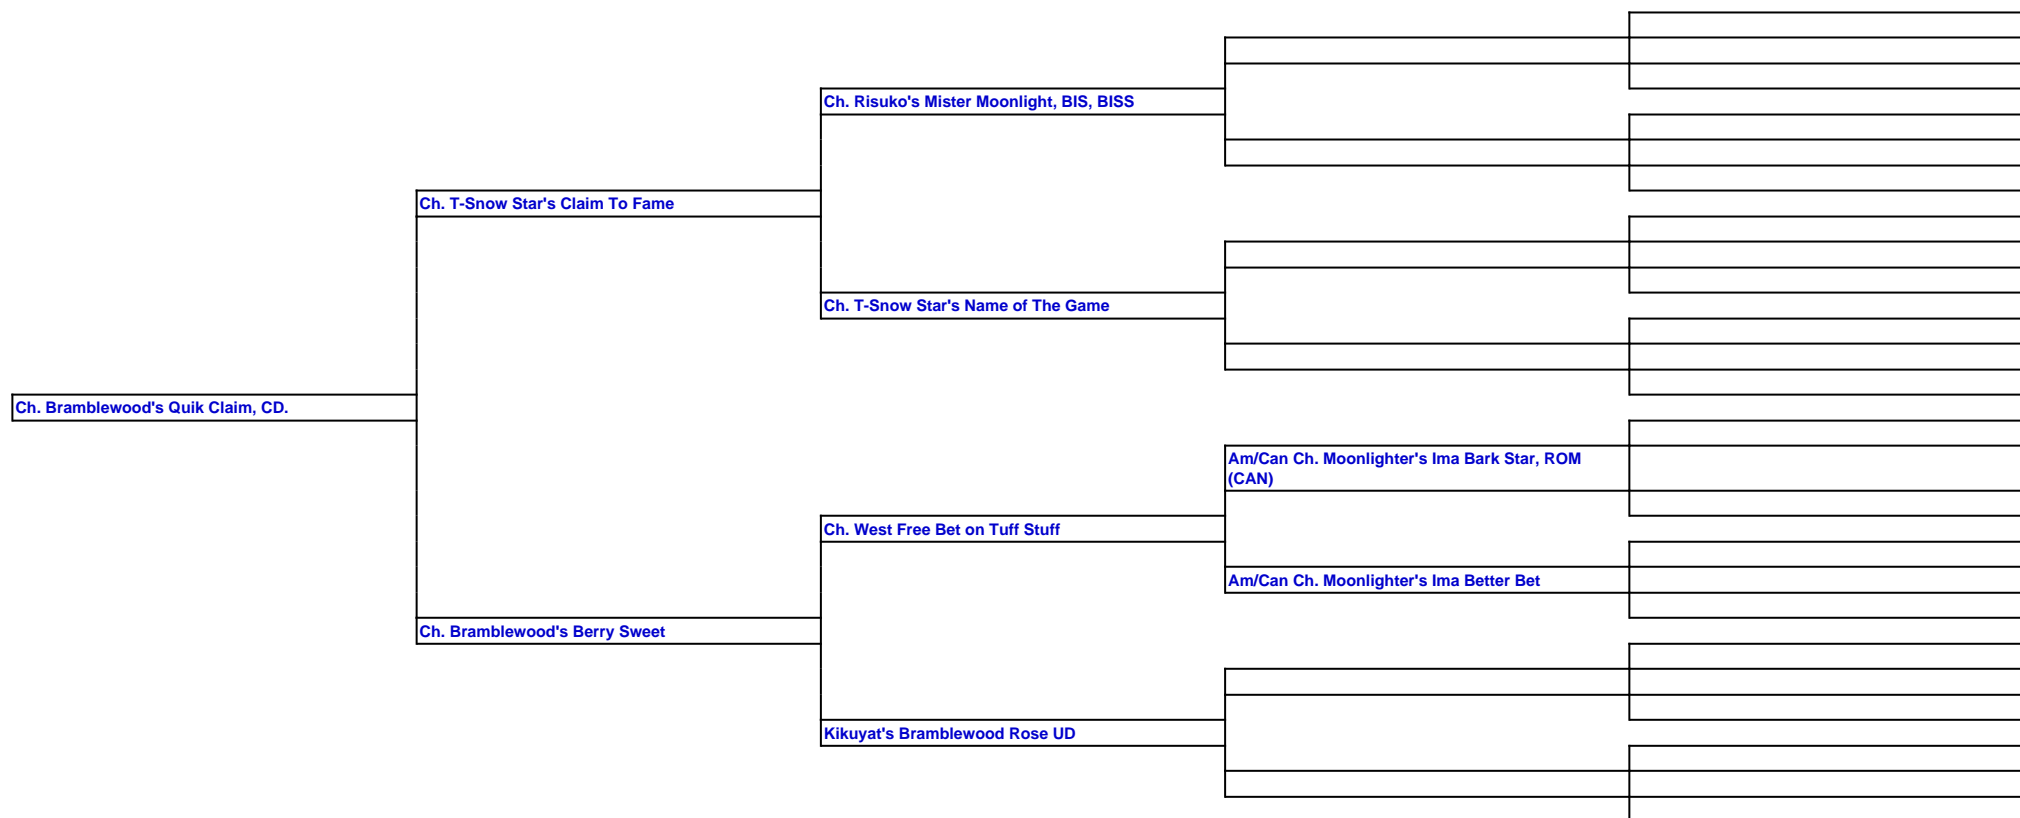 Ch. Risuko's Mister Moonlight, BIS, BISS
Ch. T-Snow Star's Claim To Fame
Ch. T-Snow Star's Name of The Game
Ch. Bramblewood's Quik Claim, CD.
Am/Can Ch. Moonlighter's Ima Bark Star, ROM
(CAN)
Ch. West Free Bet on Tuff Stuff
Am/Can Ch. Moonlighter's Ima Better Bet
Ch. Bramblewood's Berry Sweet
Kikuyat's Bramblewood Rose UD